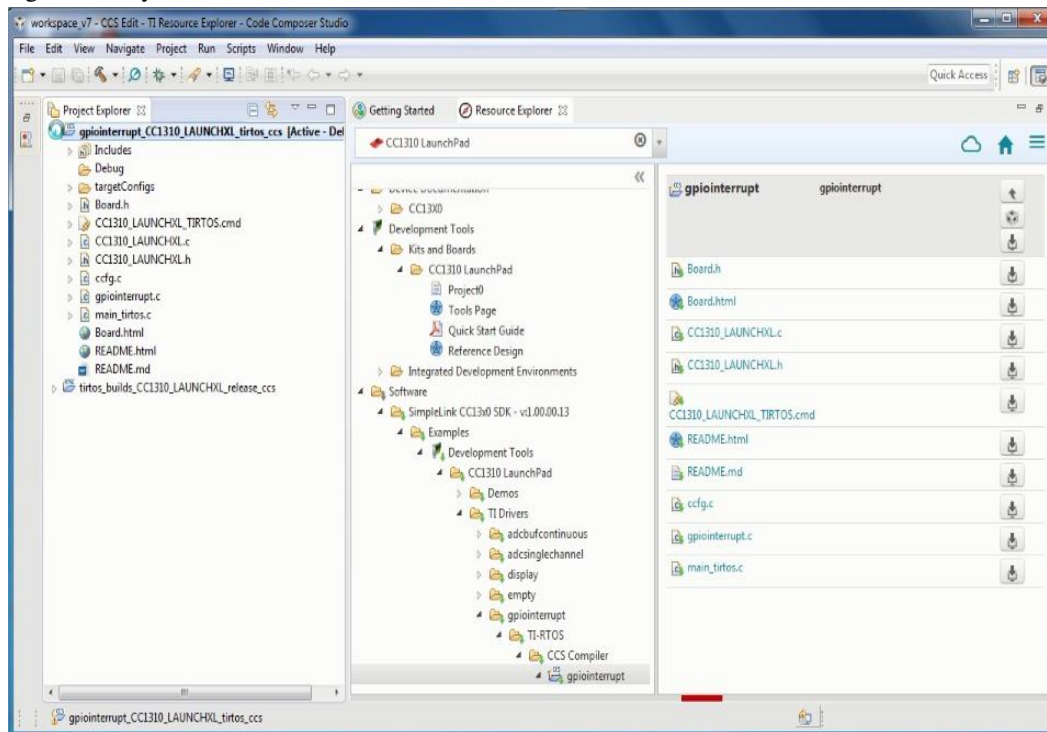 workspace_v7 - CCS Edit - TI Resource Explorer - Code Composer Studio
File Edit View Navigate Project Run Scripts Window Help
Quick Access
Project Explorer
gpiointerrupt_CC1310_LAUNCHXL_tirtos_ccs [Active - Del
Includes
Debug
targetConfigs
Board.h
CC1310_LAUNCHXL_TIRTOS.cmd
CC1310_LAUNCHXL.c
CC1310_LAUNCHXL.h
ccfg.c
gpiointerrupt.c
main_tirtos.c
Board.html
README.html
README.md
tirtos_builds_CC1310_LAUNCHXL_release_ccs
Getting Started Resource Explorer
CC1310 LaunchPad
Device Documentation
CC13X0
Development Tools
Kits and Boards
CC1310 LaunchPad
Project0
Tools Page
Quick Start Guide
Reference Design
Integrated Development Environments
Software
SimpleLink CC13x0 SDK - v:1.00.00.13
Examples
Development Tools
CC1310 LaunchPad
Demos
TI Drivers
adcbufcontinuous
adcsinglechannel
display
empty
gpiointerrupt
TI-RTOS
CCS Compiler
gpiointerrupt
gpiointerrupt gpiointerrupt
Board.h
Board.html
CC1310_LAUNCHXL.c
CC1310_LAUNCHXL.h
CC1310_LAUNCHXL_TIRTOS.cmd
README.html
README.md
ccfg.c
gpiointerrupt.c
main_tirtos.c
gpiointerrupt_CC1310_LAUNCHXL_tirtos_ccs